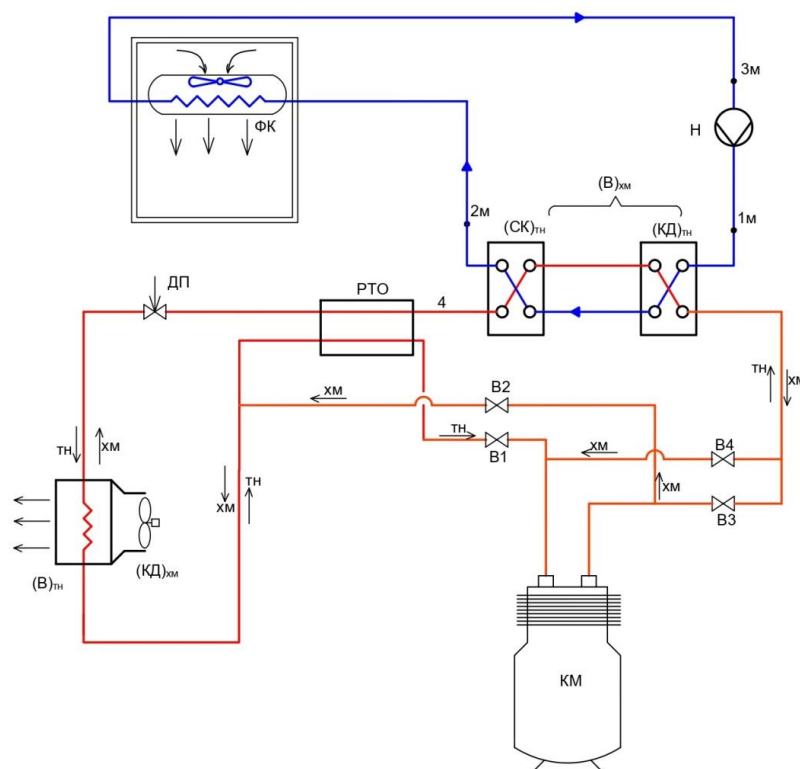 3м
ФК
Н
(В)хм
2м
(СК)тн
(КД)тн
1м
ДП
РТО
4
тн
хм
хм
В2
В4
тн
хм
тн
хм
В1
хм
хм
тн
хм
В3
(В)тн
(КД)хм
КМ